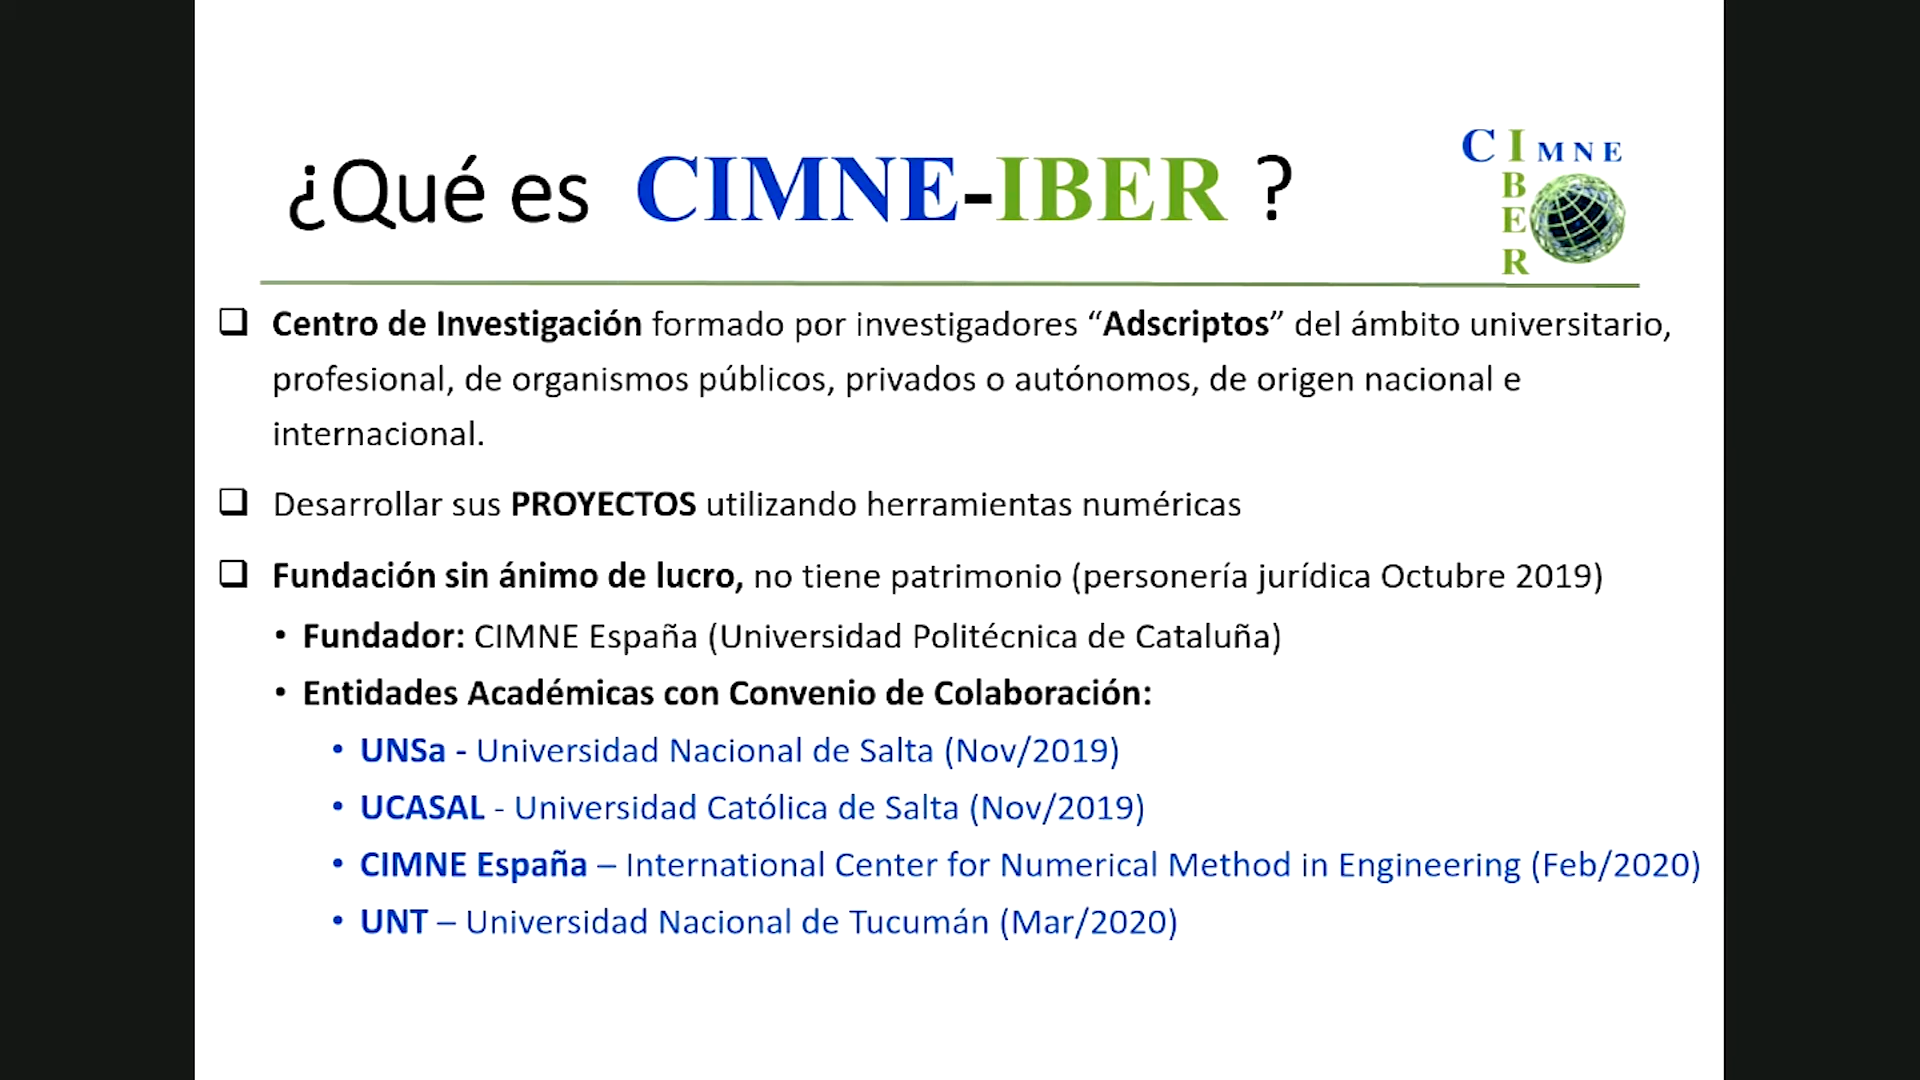 ¿Qué es CIMNE-IBER ?
CIMNE
IBER
❑ Centro de Investigación formado por investigadores “Adscriptos” del ámbito universitario,
profesional, de organismos públicos, privados o autónomos, de origen nacional e
internacional.
❑ Desarrollar sus PROYECTOS utilizando herramientas numéricas
❑ Fundación sin ánimo de lucro, no tiene patrimonio (personería jurídica Octubre 2019)
• Fundador: CIMNE España (Universidad Politécnica de Cataluña)
• Entidades Académicas con Convenio de Colaboración:
• UNSa - Universidad Nacional de Salta (Nov/2019)
• UCASAL - Universidad Católica de Salta (Nov/2019)
• CIMNE España – International Center for Numerical Method in Engineering (Feb/2020)
• UNT – Universidad Nacional de Tucumán (Mar/2020)